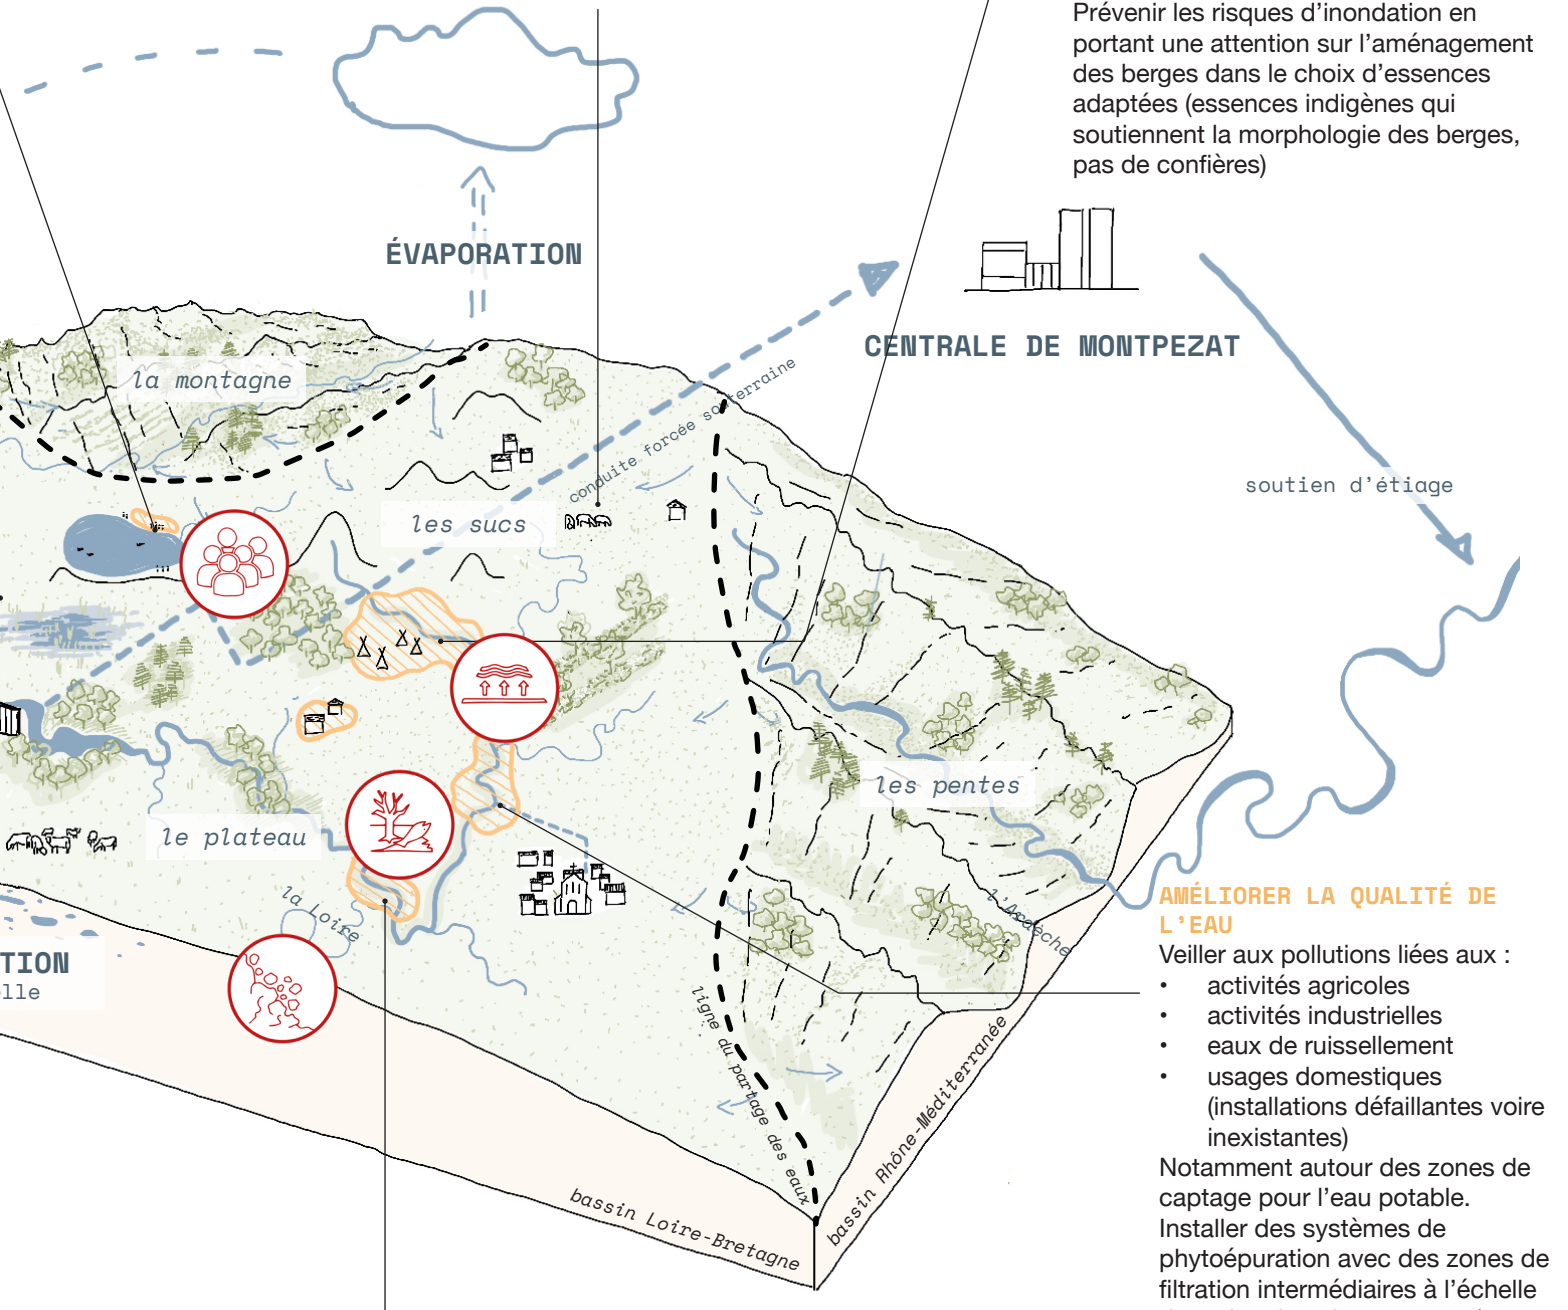 Prévenir les risques d’inondation en
portant une attention sur l’aménagement
des berges dans le choix d’essences
adaptées (essences indigènes qui
soutiennent la morphologie des berges,
pas de confières)
ÉVAPORATION
CENTRALE DE MONTPEZAT
conduite forcée souterraine
la montagne
soutien d’étiage
les sucs
les pentes
le plateau
la Loire
l’Ardèche
TION
elle
ligne du partage des eaux
bassin Loire-Bretagne
bassin Rhône-Méditerranée
AMÉLIORER LA QUALITÉ DE
L’EAU
Veiller aux pollutions liées aux :
• activités agricoles
• activités industrielles
• eaux de ruissellement
• usages domestiques
(installations défaillantes voire
inexistantes)
Notamment autour des zones de
captage pour l’eau potable.
Installer des systèmes de
phytoépuration avec des zones de
filtration intermédiaires à l’échelle